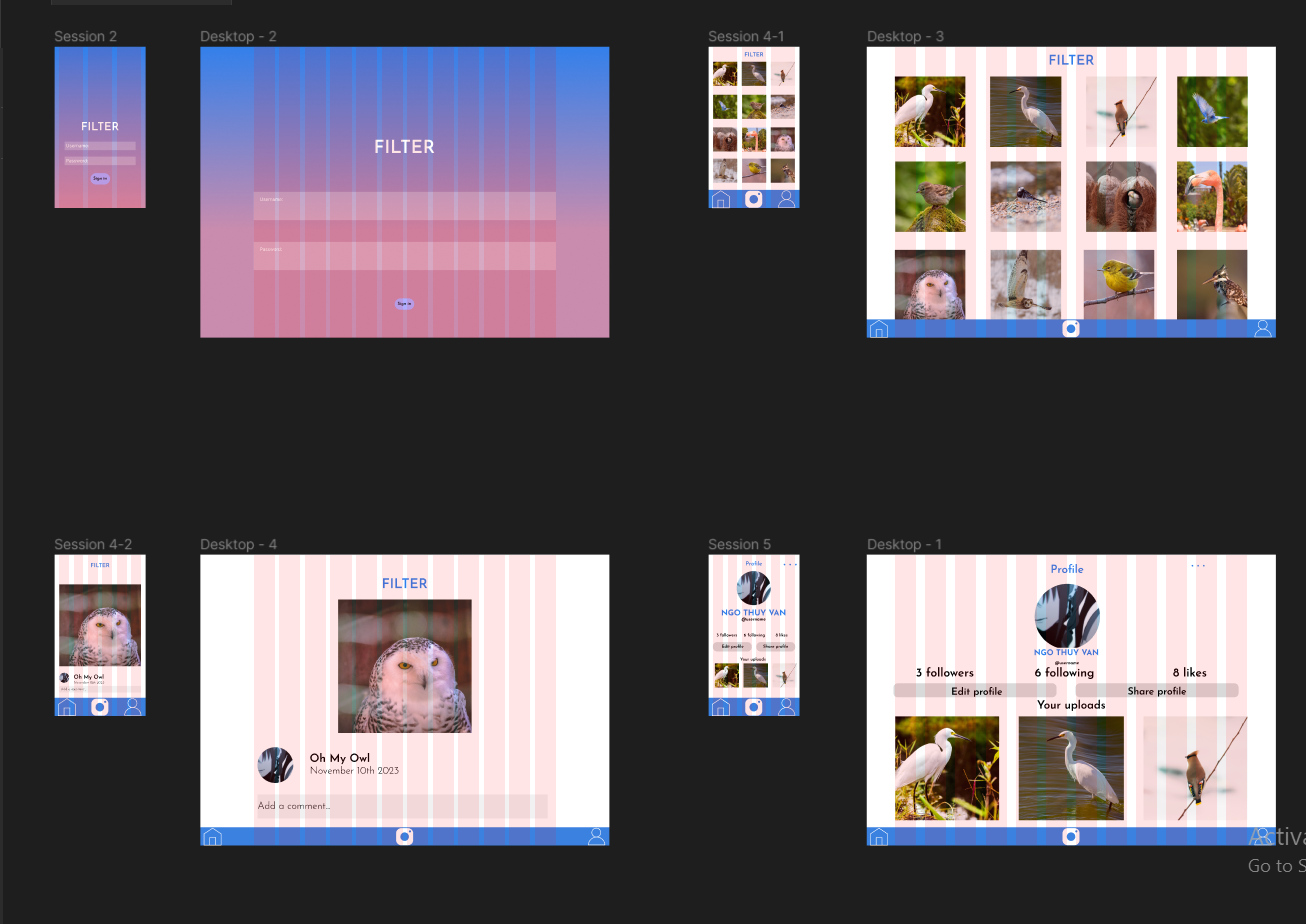 Session 2
FILTER
Username
Password
Sign in
Desktop - 2
FILTER
Username
Password
Sign in
Session 4-1
FILTER
Desktop - 3
FILTER
Session 4-2
FILTER
Oh My Owl
November 10th 2023
Add a comment...
Desktop - 4
FILTER
Oh My Owl
November 10th 2023
Add a comment...
Session 5
Profile
NGO THUY VAN
@username
3 followers 6 following 8 likes
Edit profile Share profile
Your uploads
Desktop - 1
Profile
NGO THUY VAN
@username
3 followers 6 following 8 likes
Edit profile Share profile
Your uploads
Go to